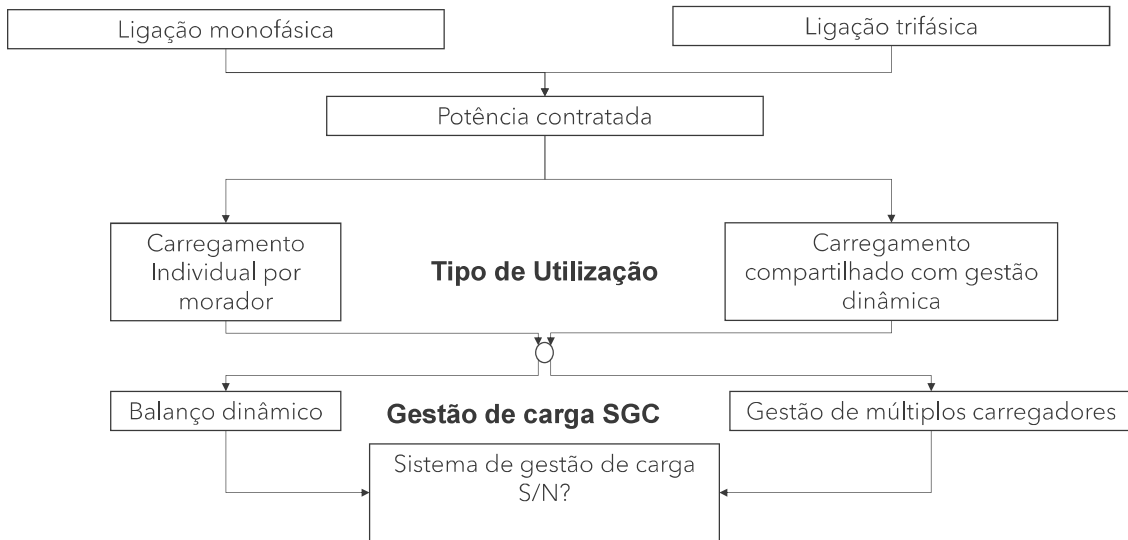 Ligação monofásica
Ligação trifásica
Potência contratada
Carregamento
Individual por
morador
Tipo de Utilização
Carregamento
compartilhado com gestão
dinâmica
Balanço dinâmico
Gestão de carga SGC
Gestão de múltiplos carregadores
Sistema de gestão de carga
S/N?